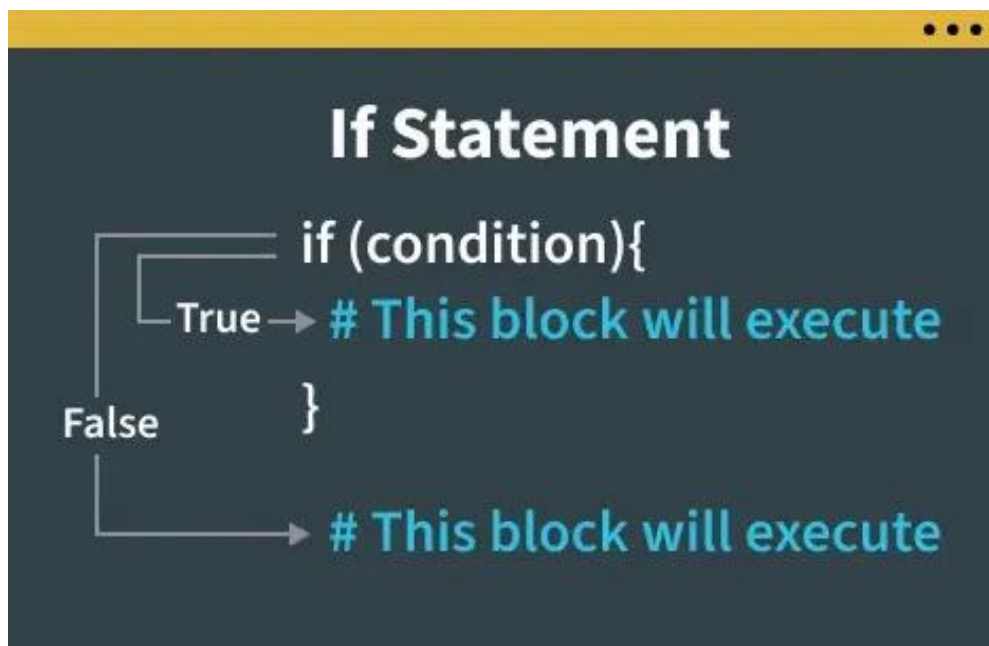 If Statement
if (condition){
True
# This block will execute
}
False
# This block will execute